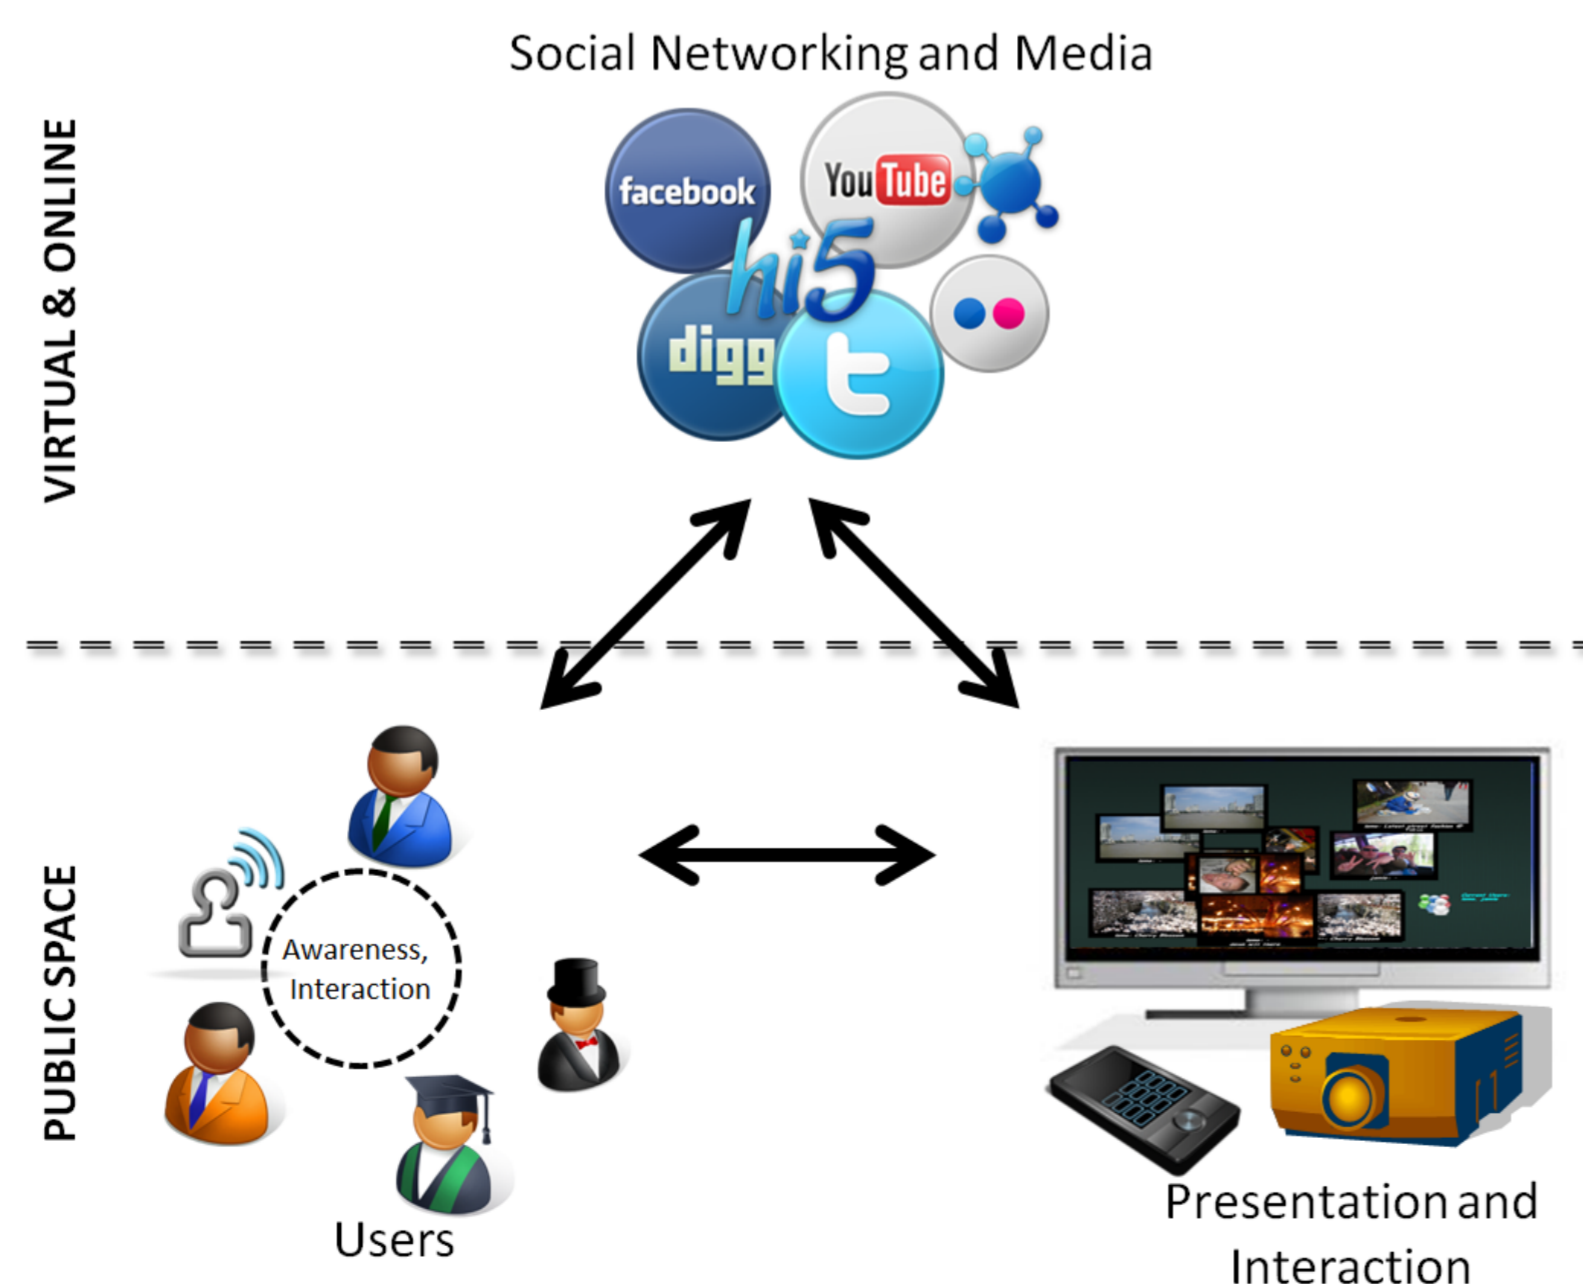 Social Networking and Media
VIRTUAL & ONLINE
facebook
You Tube
hi5
digg
t
PUBLIC SPACE
Awareness,
Interaction
Users
Presentation and
Interaction